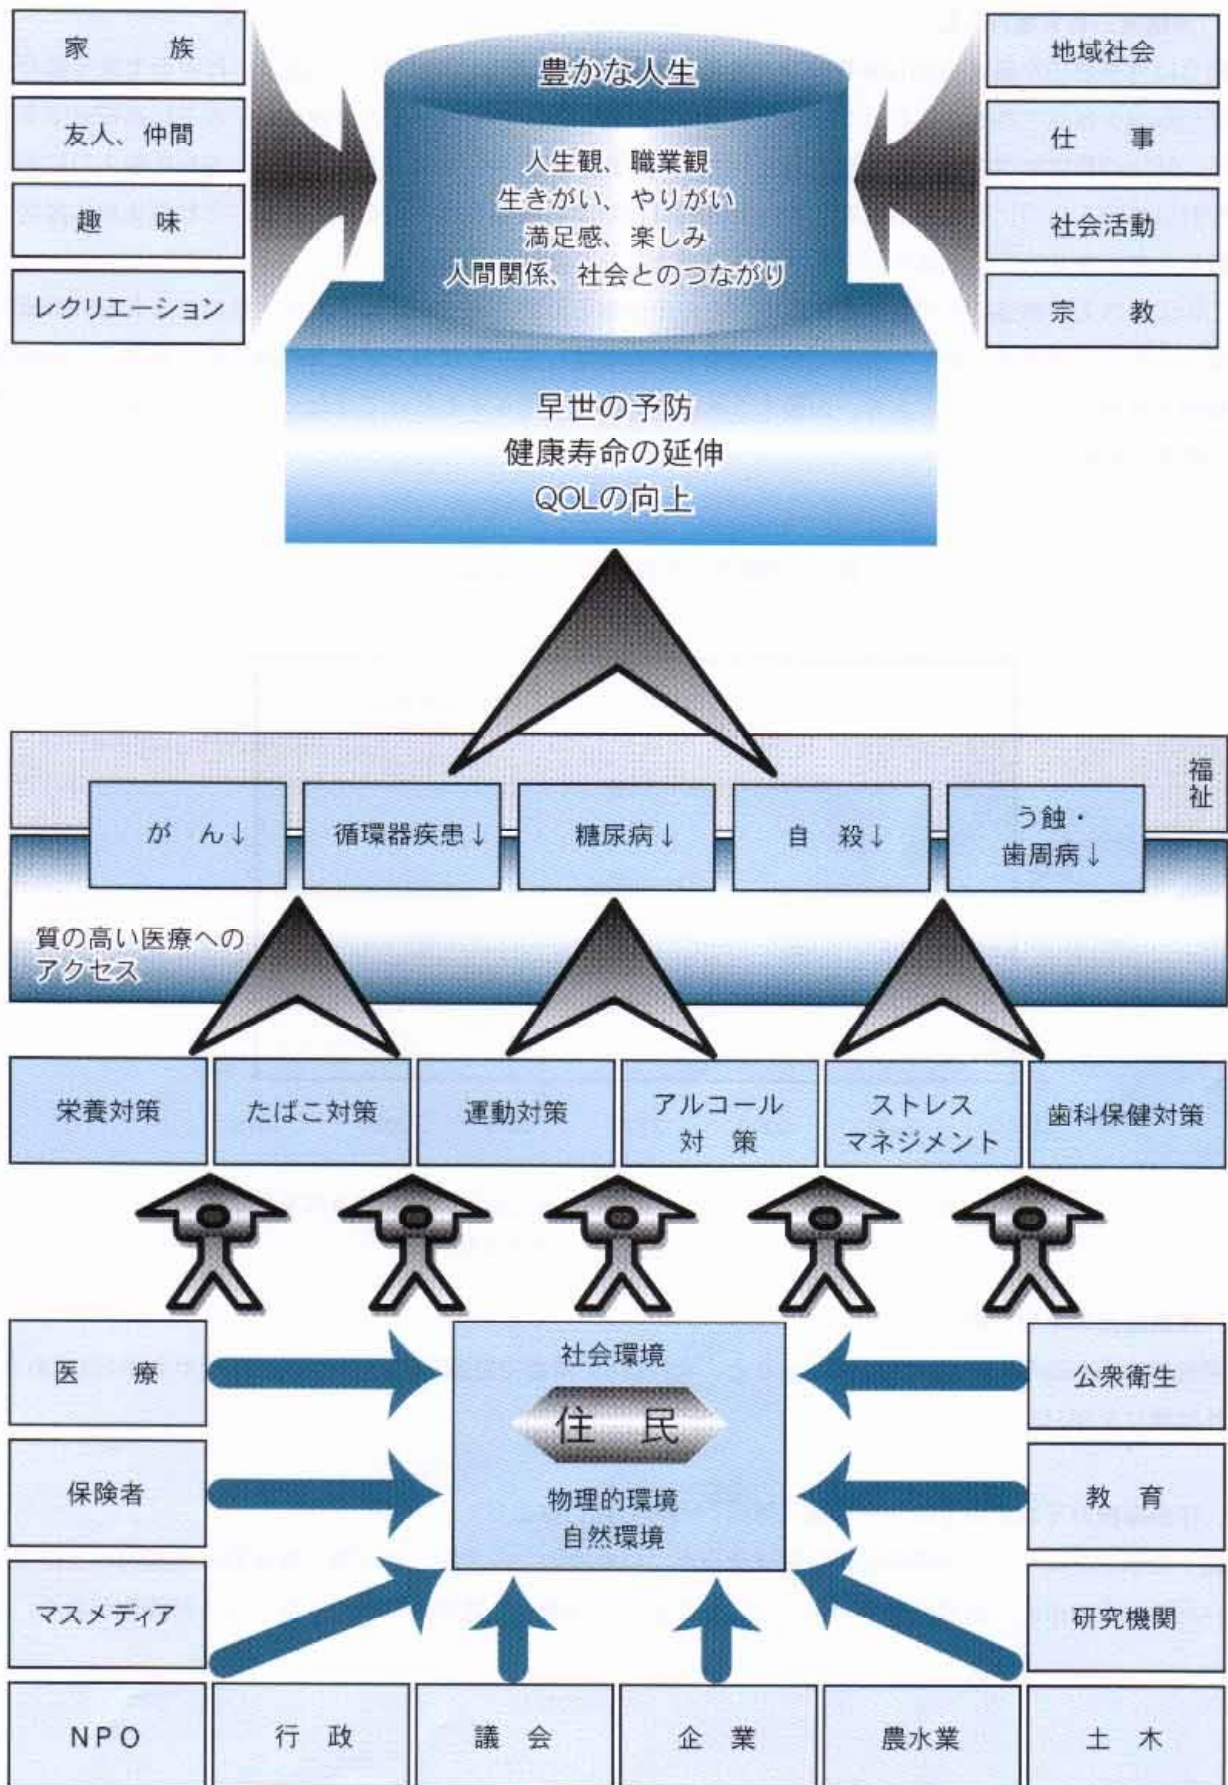 家　族
友人、仲間
趣　味
レクリエーション
豊かな人生
人生観、職業観
生きがい、やりがい
満足感、楽しみ
人間関係、社会とのつながり
地域社会
仕　事
社会活動
宗　教
早世の予防
健康寿命の延伸
QOLの向上
福祉
が　ん↓
循環器疾患↓
糖尿病↓
自　殺↓
う蝕・
歯周病↓
質の高い医療への
アクセス
栄養対策
たばこ対策
運動対策
アルコール
対　策
ストレス
マネジメント
歯科保健対策
医　療
保険者
マスメディア
社会環境
住　民
物理的環境
自然環境
公衆衛生
教　育
研究機関
NPO
行　政
議　会
企　業
農水業
土　木